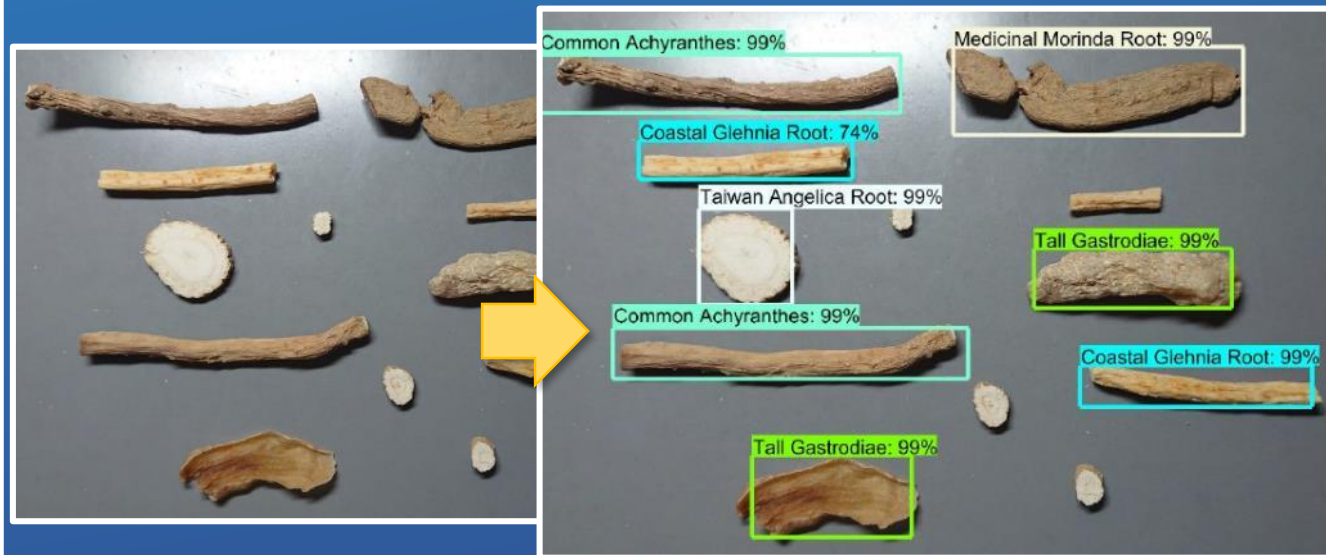 Common Achyranthes: 99%
Medicinal Morinda Root: 99%
Coastal Glehnia Root: 74%
Taiwan Angelica Root: 99%
Tall Gastrodiae: 99%
Common Achyranthes: 99%
Coastal Glehnia Root: 99%
Tall Gastrodiae: 99%